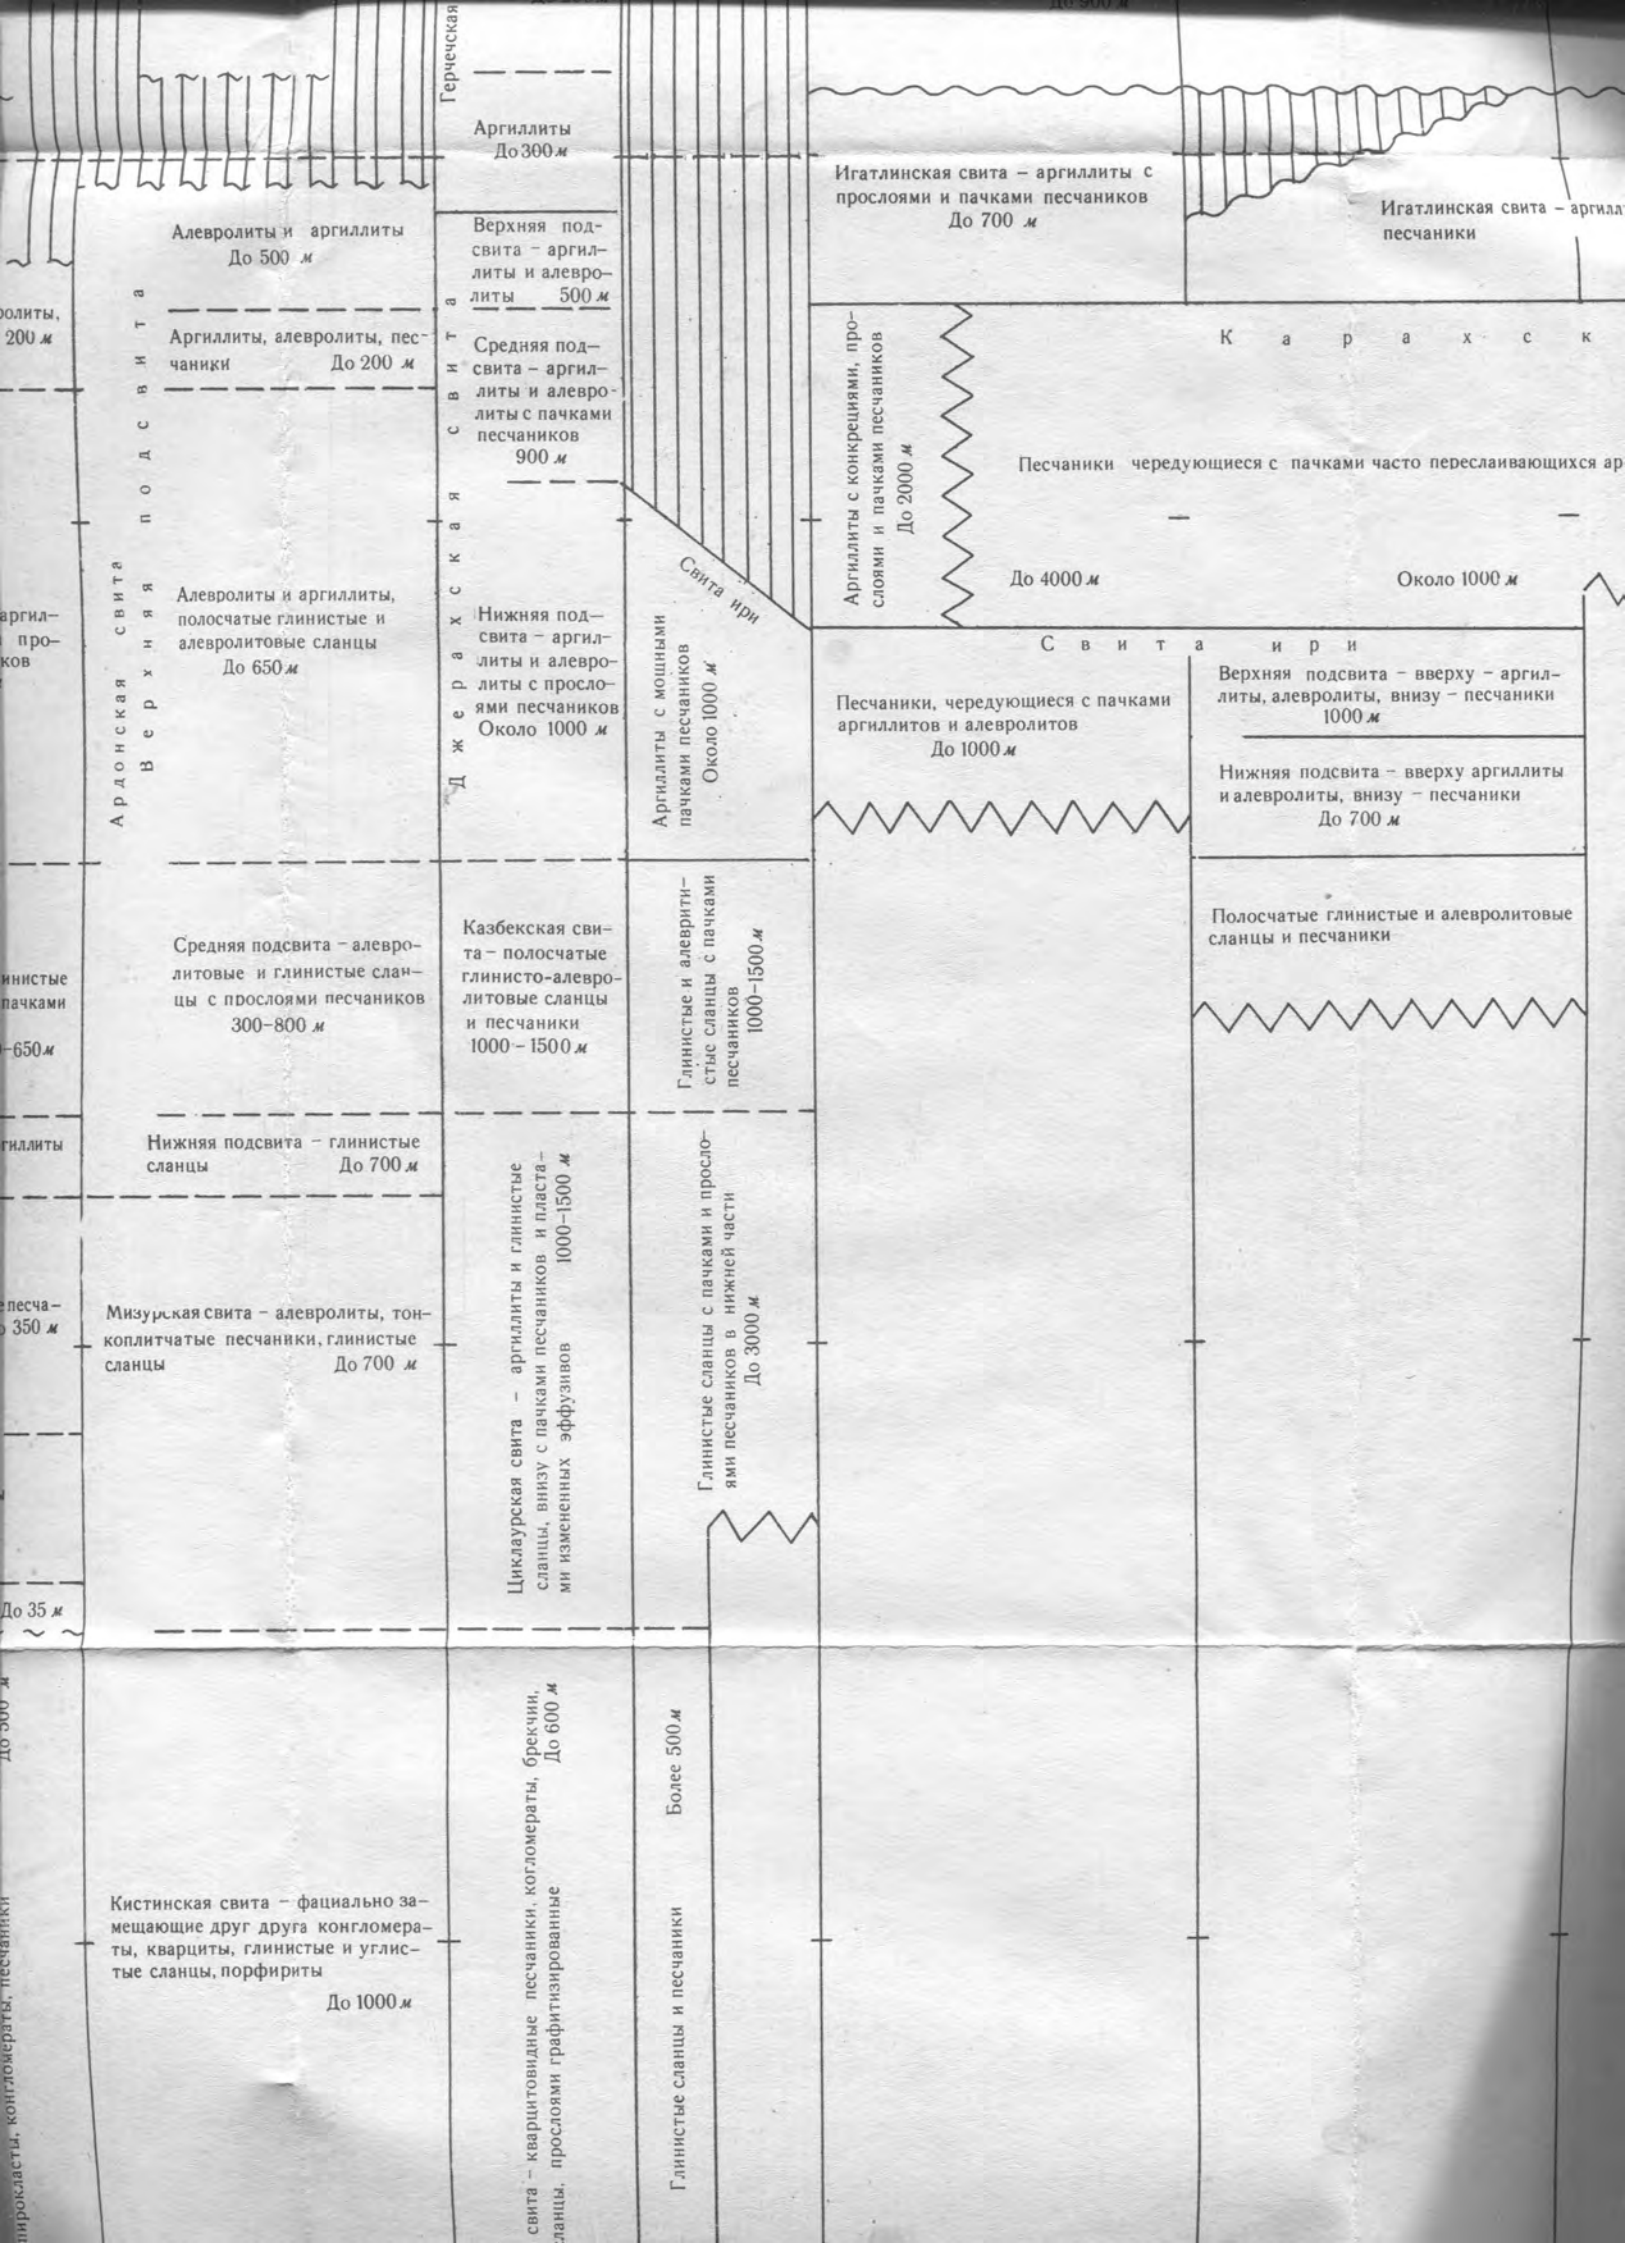 До 900 м
Герчечская
Аргиллиты
До 300 м
Игатлинская свита – аргиллиты с
прослоями и пачками песчаников
До 700 м
Игатлинская свита – аргилл
песчаники
Алевролиты и аргиллиты
До 500 м
Верхняя под-
свита – аргил-
литы и алевро-
литы 500 м
ролиты,
200 м
Аргиллиты, алевролиты, пес-
чаники До 200 м
Средняя под-
свита – аргил-
литы и алевро-
литы с пачками
песчаников
900 м
Аргиллиты с конкрециями, про-
слоями и пачками песчаников
До 2000 м
Карахск
Песчаники чередующиеся с пачками часто переслаивающихся ар
До 4000 м
Около 1000 м
Ардонская свита
Верхняя подсвита
Джерахская свита
аргил-
про-
ков
Алевролиты и аргиллиты,
полосчатые глинистые и
алевролитовые сланцы
До 650 м
Нижняя под-
свита – аргил-
литы и алевро-
литы с просло-
ями песчаников
Около 1000 м
Свита ири
Аргиллиты с мощными
пачками песчаников
Около 1000 м
Свита ири
Песчаники, чередующиеся с пачками
аргиллитов и алевролитов
До 1000 м
Верхняя подсвита – вверху – аргил-
литы, алевролиты, внизу – песчаники
1000 м
Нижняя подсвита – вверху аргиллиты
и алевролиты, внизу – песчаники
До 700 м
инистые
пачками
-650 м
Средняя подсвита – алевро-
литовые и глинистые слан-
цы с прослоями песчаников
300-800 м
Казбекская сви-
та – полосчатые
глинисто-алевро-
литовые сланцы
и песчаники
1000-1500 м
Глинистые и алеврити-
стыс сланцы с пачками
песчаников
1000-1500 м
Полосчатые глинистые и алевролитовые
сланцы и песчаники
гиллиты
Нижняя подсвита – глинистые
сланцы До 700 м
Циклаурская свита – аргиллиты и глинистые
сланцы, внизу с пачками песчаников и пласта-
ми измененных эффузивов 1000-1500 м
Глинистые сланцы с пачками и просло-
ями песчаников в нижней части
До 3000 м
песча-
350 м
Мизурская свита – алевролиты, тон-
коплитчатые песчаники, глинистые
сланцы До 700 м
До 35 м
До 500 м
пирокласты, конгломераты, песчаники
Кистинская свита – фациально за-
мещающие друг друга конгломера-
ты, кварциты, глинистые и углис-
тые сланцы, порфириты
До 1000 м
свита – кварцитовидные песчаники, когломераты, брекчии,
сланцы, прослоями графитизированные До 600 м
Глинистые сланцы и песчаники Более 500 м